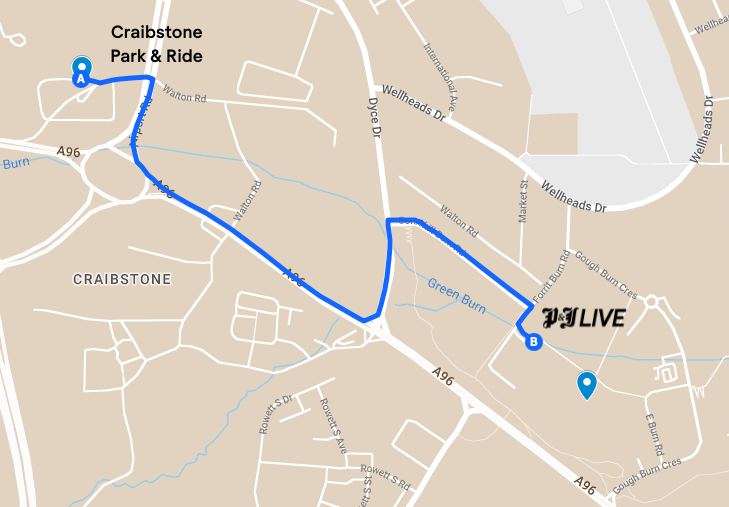 Craibstone
Park & Ride
A
Walton Rd
Airport Rd
A96
Burn
A96
Walton Rd
A96
CRAIBSTONE
International Ave
Wellheads Dr
Dyce Dr
Wellheads
Wellheads Dr
Wellheads Dr
Market St
Walton Rd
Forrit Burn Rd
Gough Burn Cres
Green Burn
P&J LIVE
B
A96
Rowett S Dr
Rowett S Ave
Rowett S Rd
E Burn Rd
Gough Burn Cres
A96